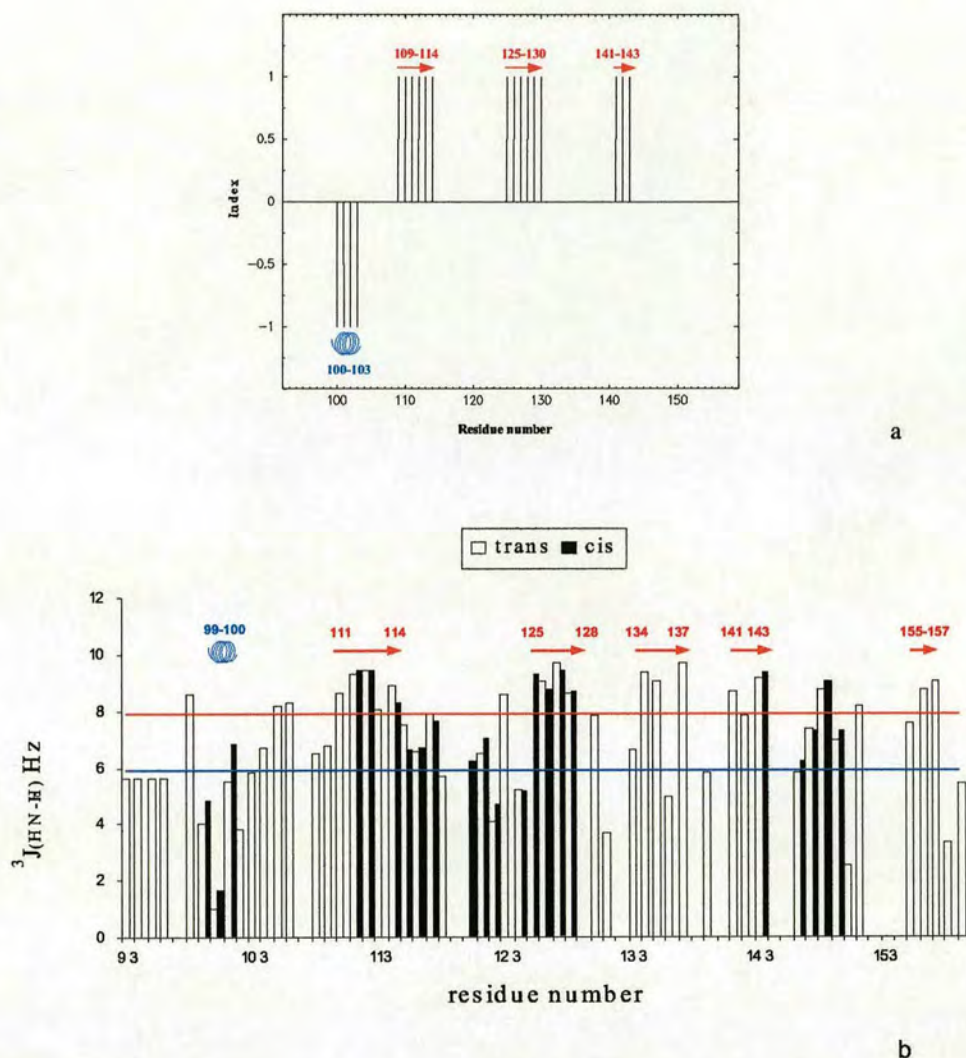 109-114 125-130 141-143
1
0.5
0
−0.5
−1
Index
100-103
100 110 120 130 140 150
Residue number
a
trans cis
12
10
8
6
4
2
0
3J(HN-H) Hz
99-100 111 114 125 128 134 137 141 143 155-157
93 103 113 123 133 143 153
residue number
b